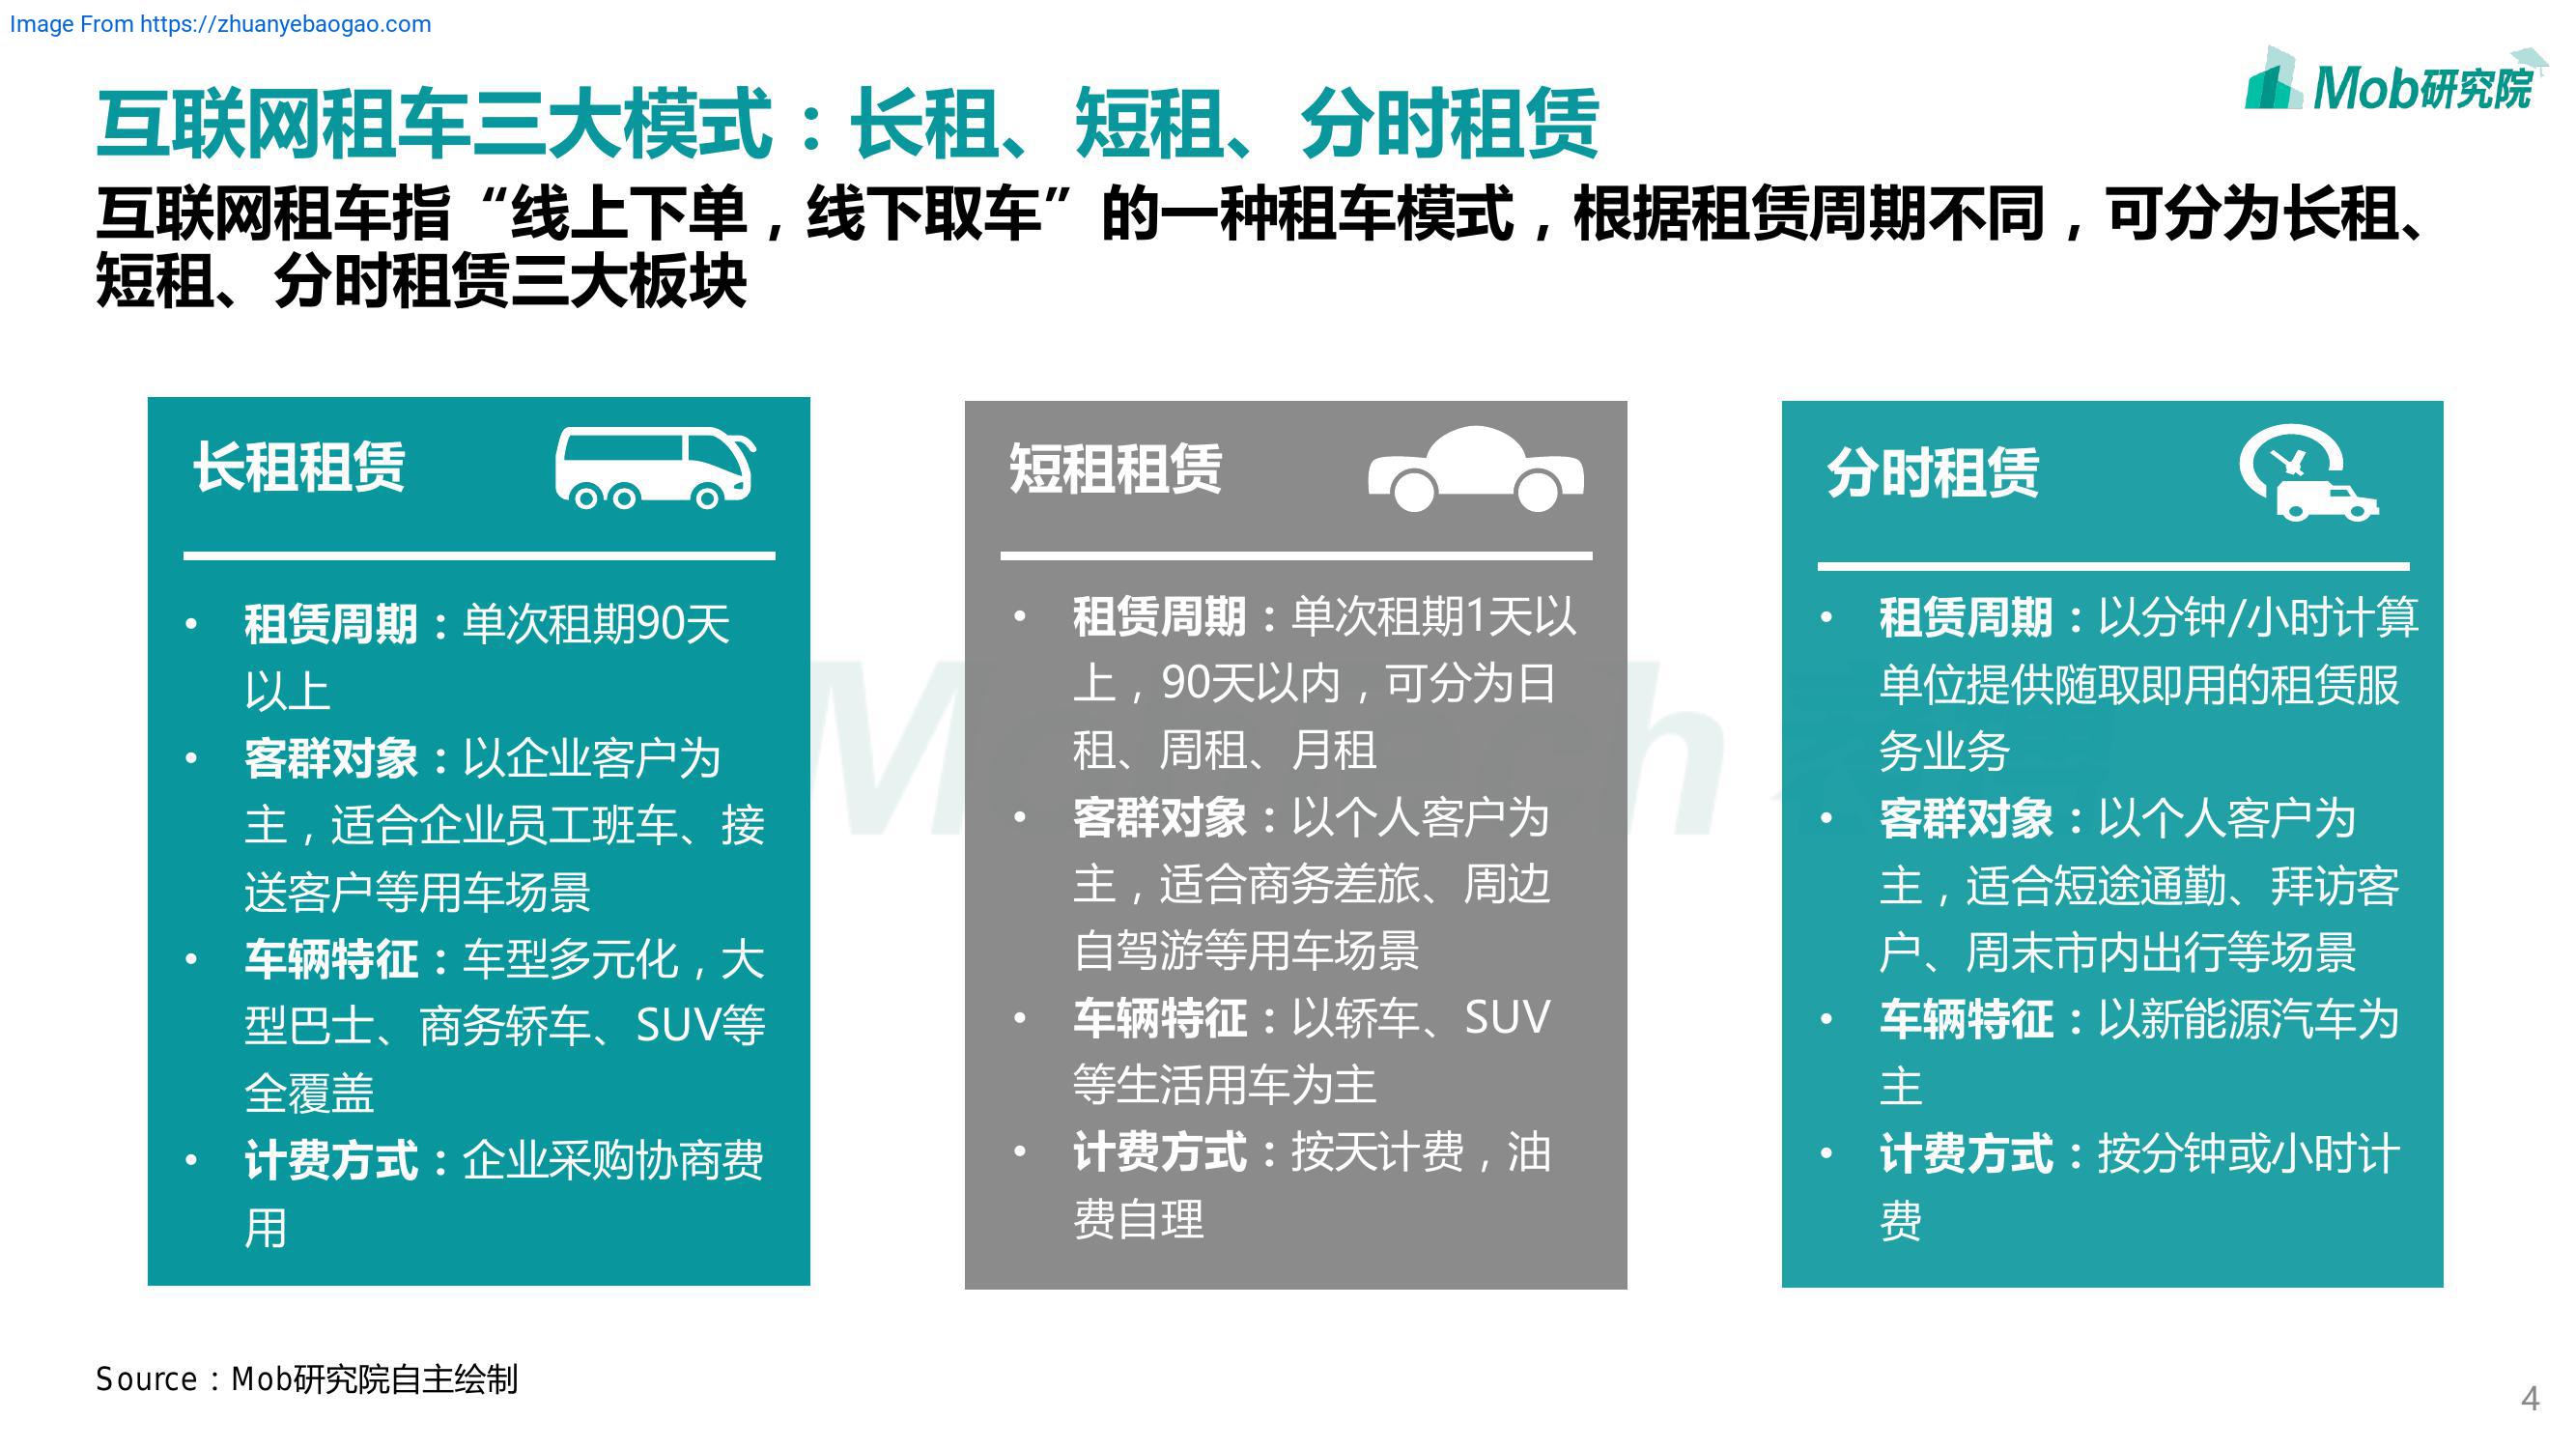 Image From https://zhuanyebaogao.com
Mob研究院
互联网租车三大模式：长租、短租、分时租赁
互联网租车指“线上下单，线下取车”的一种租车模式，根据租赁周期不同，可分为长租、
短租、分时租赁三大板块
长租租赁
• 租赁周期：单次租期90天
以上
• 客群对象：以企业客户为
主，适合企业员工班车、接
送客户等用车场景
• 车辆特征：车型多元化，大
型巴士、商务轿车、SUV等
全覆盖
• 计费方式：企业采购协商费
用
短租租赁
• 租赁周期：单次租期1天以
上，90天以内，可分为日
租、周租、月租
• 客群对象：以个人客户为
主，适合商务差旅、周边
自驾游等用车场景
• 车辆特征：以轿车、SUV
等生活用车为主
• 计费方式：按天计费，油
费自理
分时租赁
• 租赁周期：以分钟/小时计算
单位提供随取即用的租赁服
务业务
• 客群对象：以个人客户为
主，适合短途通勤、拜访客
户、周末市内出行等场景
• 车辆特征：以新能源汽车为
主
• 计费方式：按分钟或小时计
费
Source：Mob研究院自主绘制
4